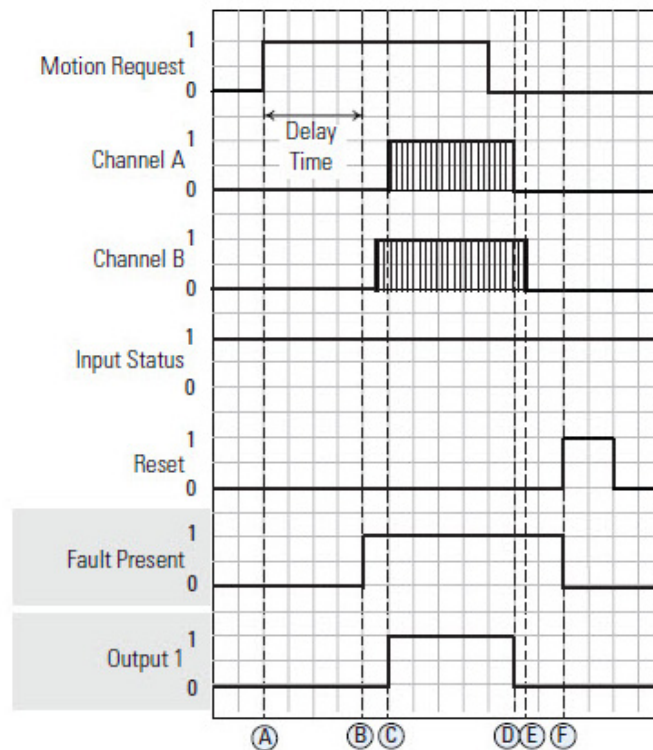 1
Motion Request
0
Delay
Time
1
Channel A
0
1
Channel B
0
1
Input Status
0
1
Reset
0
1
Fault Present
0
1
Output 1
0
A B C D E F